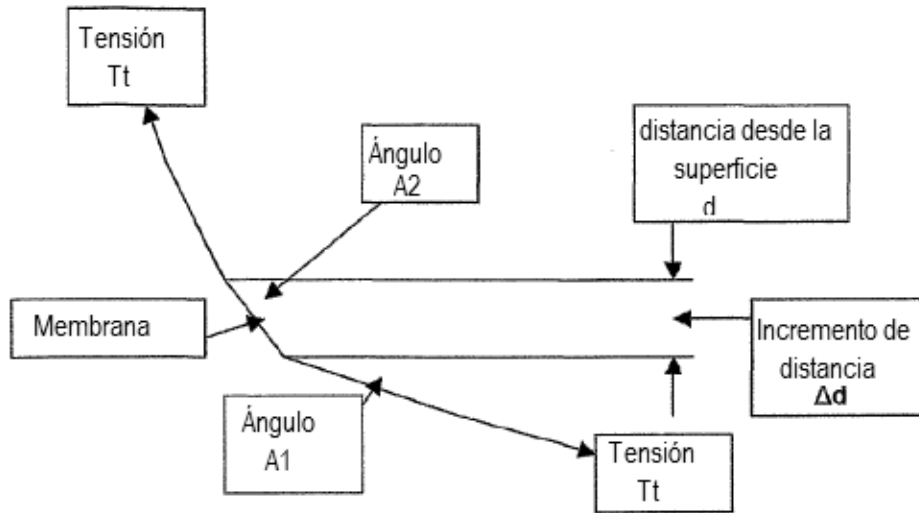 Tensión
Tt
Ángulo
A2
distancia desde la
superficie
d
Membrana
Incremento de
distancia
Δd
Ángulo
A1
Tensión
Tt